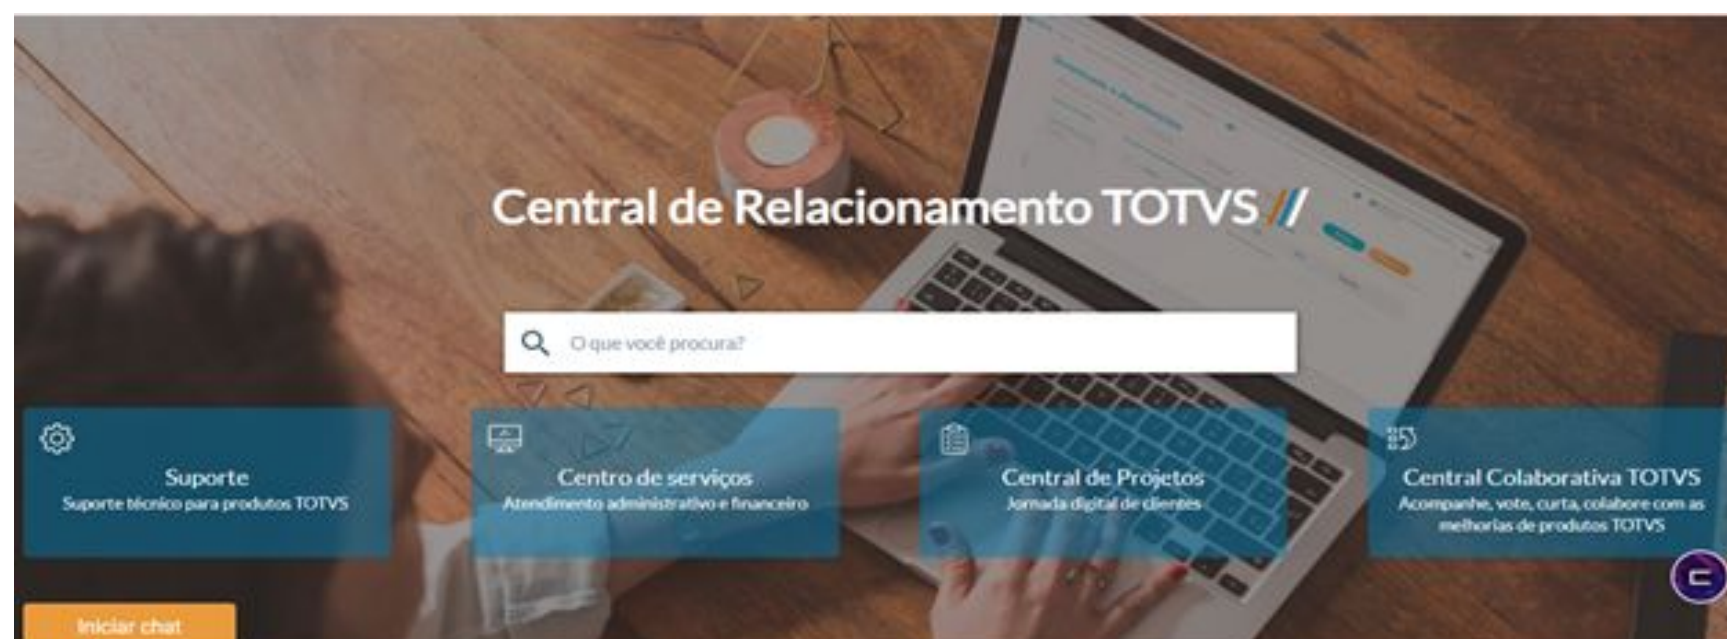 Central de Relacionamento TOTVS
O que você procura?
Suporte
Suporte técnico para produtos TOTVS
Centro de serviços
Atendimento administrativo e financeiro
Central de Projetos
Jornada digital de clientes
Central Colaborativa TOTVS
Acompanhe, vote, curta, colabore com as
melhorias de produtos TOTVS
Iniciar chat